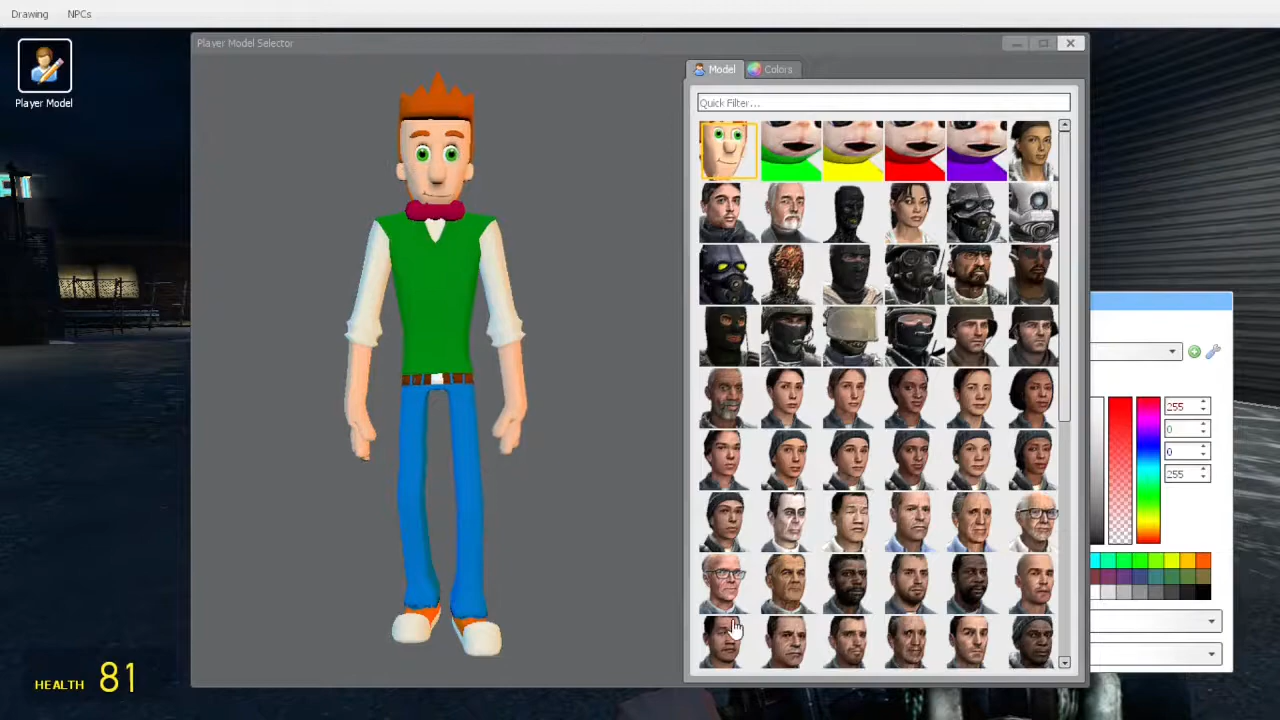 Drawing NPCs
Player Model Selector
Player Model
Model Colors
Quick Filter...
255
0
0
255
HEALTH 81